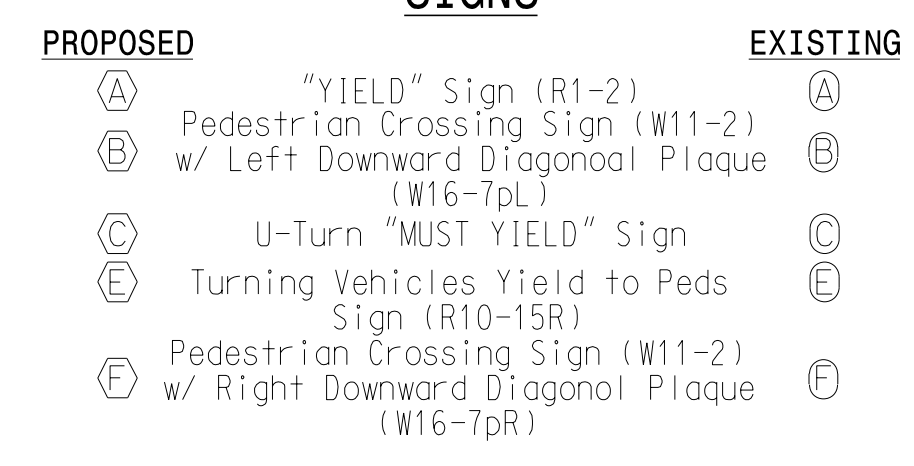 SIGNS
PROPOSED EXISTING
A "YIELD" Sign (R1-2) A
Pedestrian Crossing Sign (W11-2)
B w/ Left Downward Diagonoal Plaque B
(W16-7pL)
C U-Turn "MUST YIELD" Sign C
E Turning Vehicles Yield to Peds E
Sign (R10-15R)
Pedestrian Crossing Sign (W11-2)
F w/ Right Downward Diagonol Plaque F
(W16-7pR)